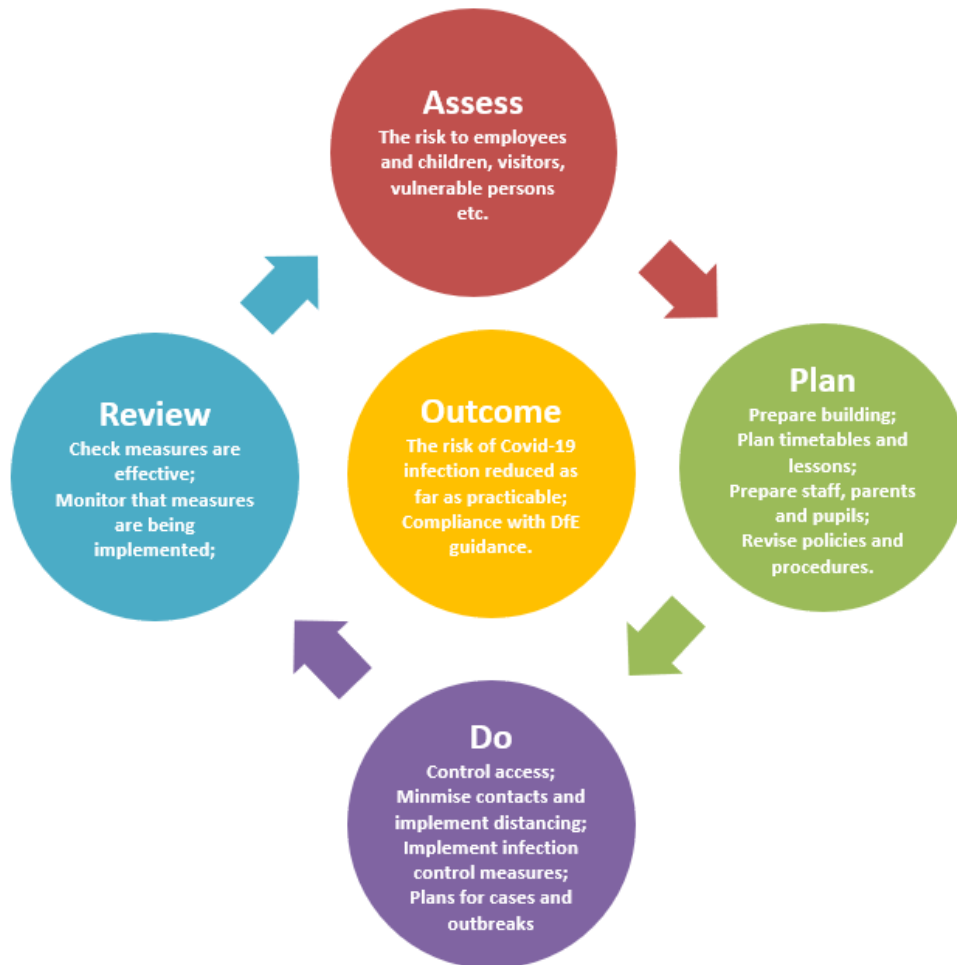 Assess
The risk to employees
and children, visitors,
vulnerable persons
etc.
Plan
Prepare building;
Plan timetables and
lessons;
Prepare staff, parents
and pupils;
Revise policies and
procedures.
Do
Control access;
Minmise contacts and
implement distancing;
Implement infection
control measures;
Plans for cases and
outbreaks
Review
Check measures are
effective;
Monitor that measures
are being
implemented;
Outcome
The risk of Covid-19
infection reduced as
far as practicable;
Compliance with DfE
guidance.